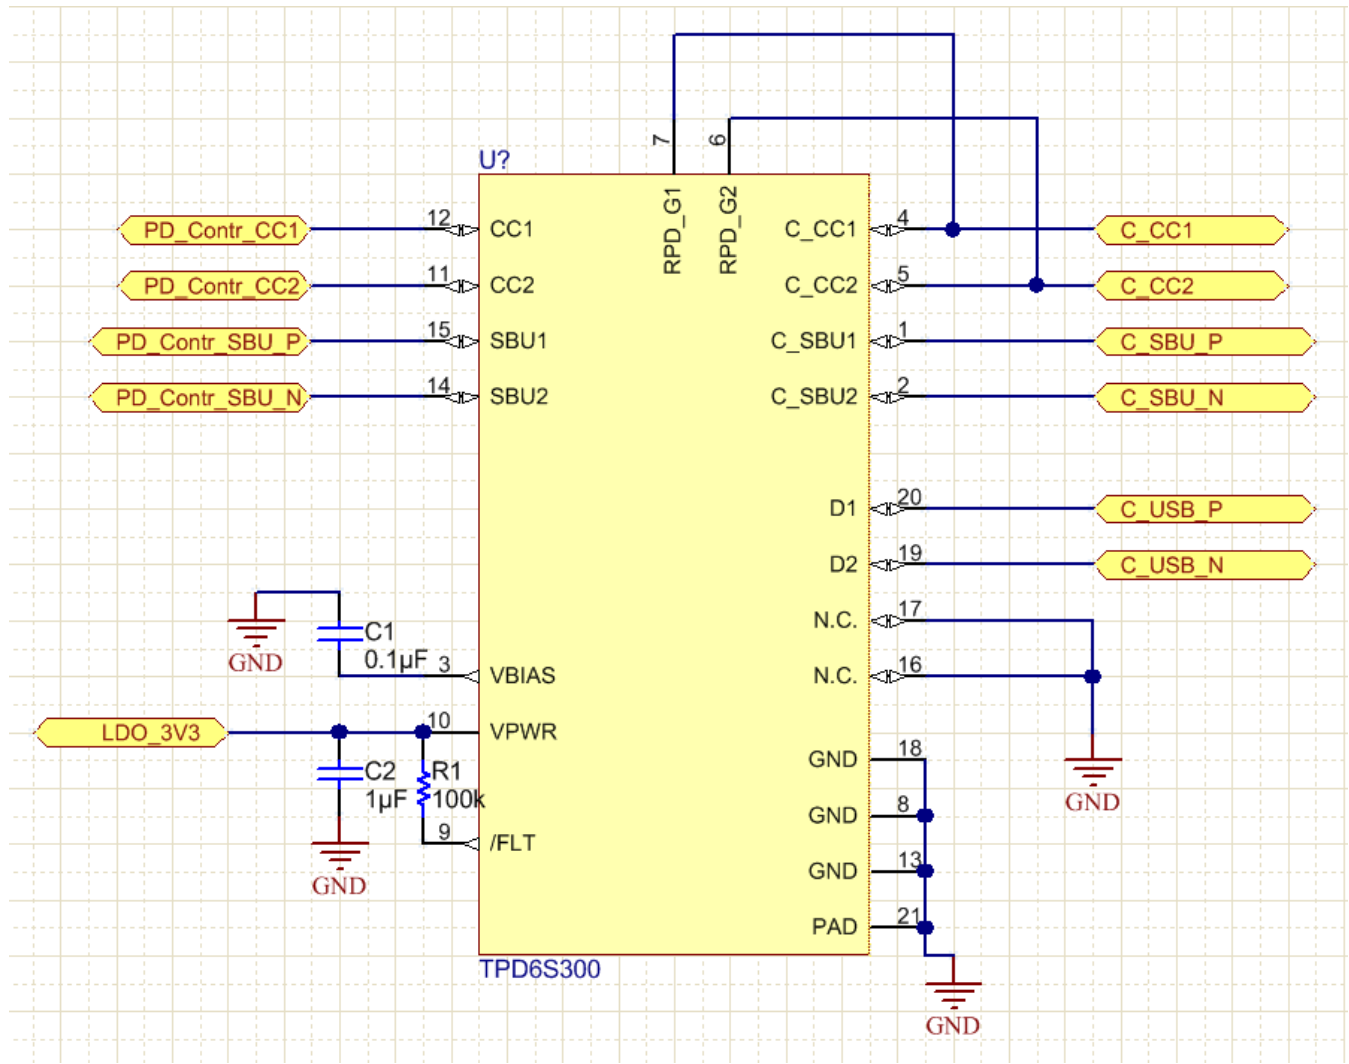 7
6
U?
RPD_G1
RPD_G2
PD_Contr_CC1 12 CC1 C_CC1 4 C_CC1
PD_Contr_CC2 11 CC2 C_CC2 5 C_CC2
PD_Contr_SBU_P 15 SBU1 C_SBU1 1 C_SBU_P
PD_Contr_SBU_N 14 SBU2 C_SBU2 2 C_SBU_N
D1 20 C_USB_P
D2 19 C_USB_N
N.C. 17
GND
C1
0.1µF
3 VBIAS N.C. 16
LDO_3V3 10 VPWR
GND 18
C2
1µF
R1
100k
GND
GND 8
9 /FLT
GND
GND 13
PAD 21
TPD6S300
GND